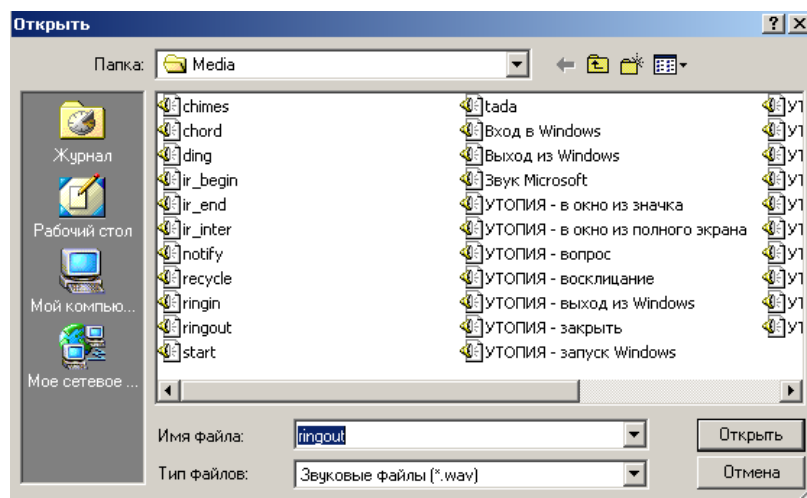 Открыть
Папка: Media
Журнал
Рабочий стол
Мой компью...
Мое сетевое ...
chimes
chord
ding
ir_begin
ir_end
ir_inter
notify
recycle
ringin
ringout
start
tada
Вход в Windows
Выход из Windows
Звук Microsoft
УТОПИЯ - в окно из значка
УТОПИЯ - в окно из полного экрана
УТОПИЯ - вопрос
УТОПИЯ - восклицание
УТОПИЯ - выход из Windows
УТОПИЯ - закрыть
УТОПИЯ - запуск Windows
Имя файла: ringout Открыть
Тип файлов: Звуковые файлы (*.wav) Отмена